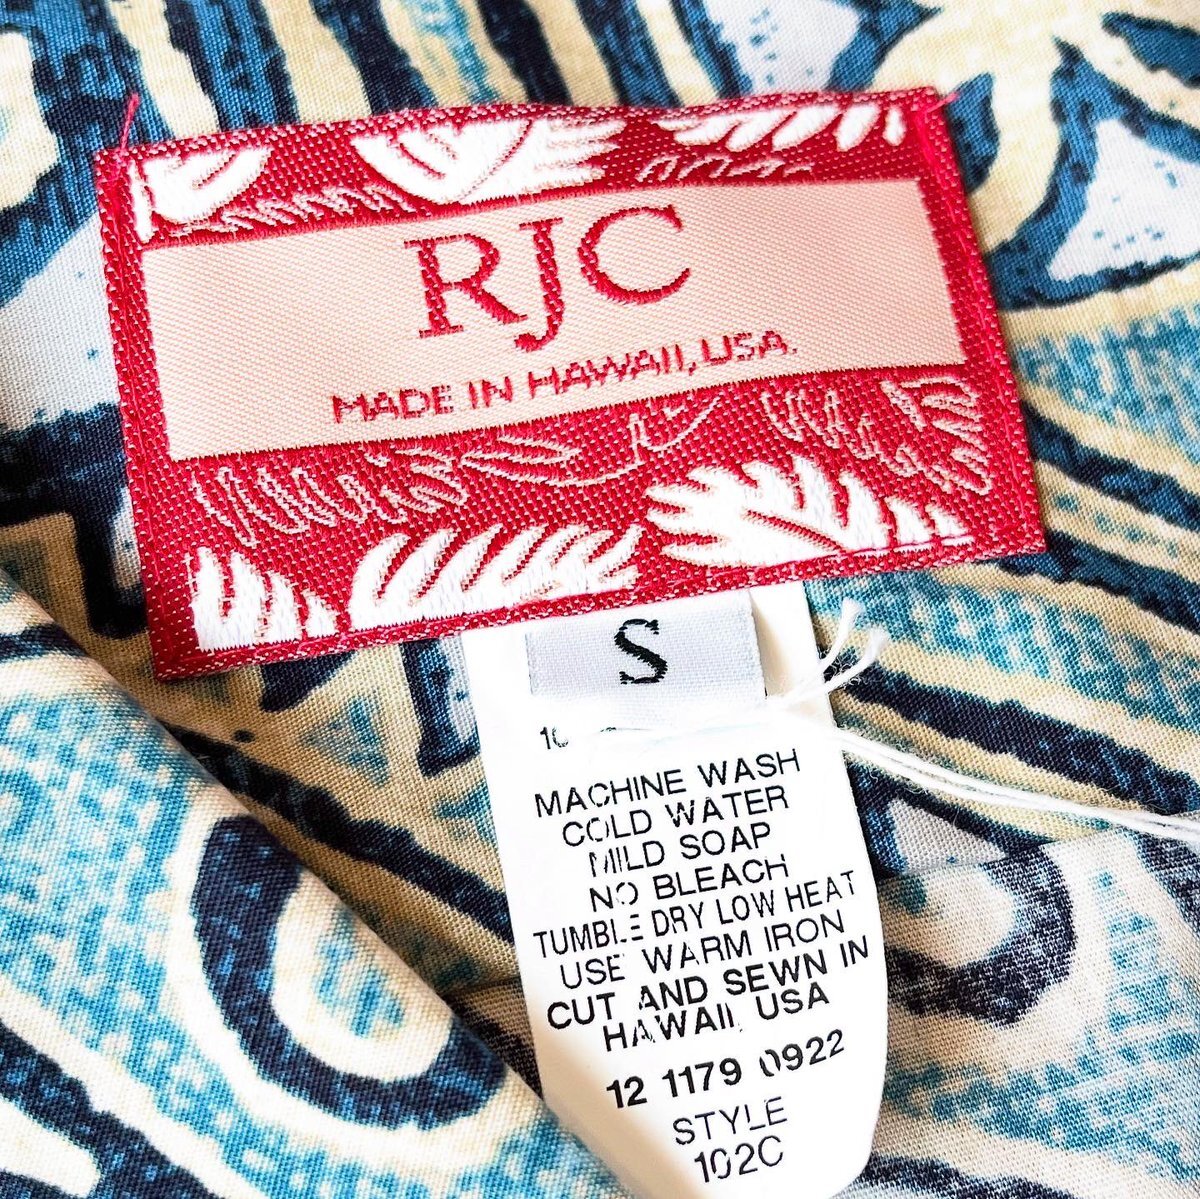 RJC
MADE IN HAWAII, USA.
S
MACHINE WASH
COLD WATER
MILD SOAP
NO BLEACH
TUMBLE DRY LOW HEAT
USE WARM IRON
CUT AND SEWN IN
HAWAII, USA
12 1179 0922
STYLE
102C